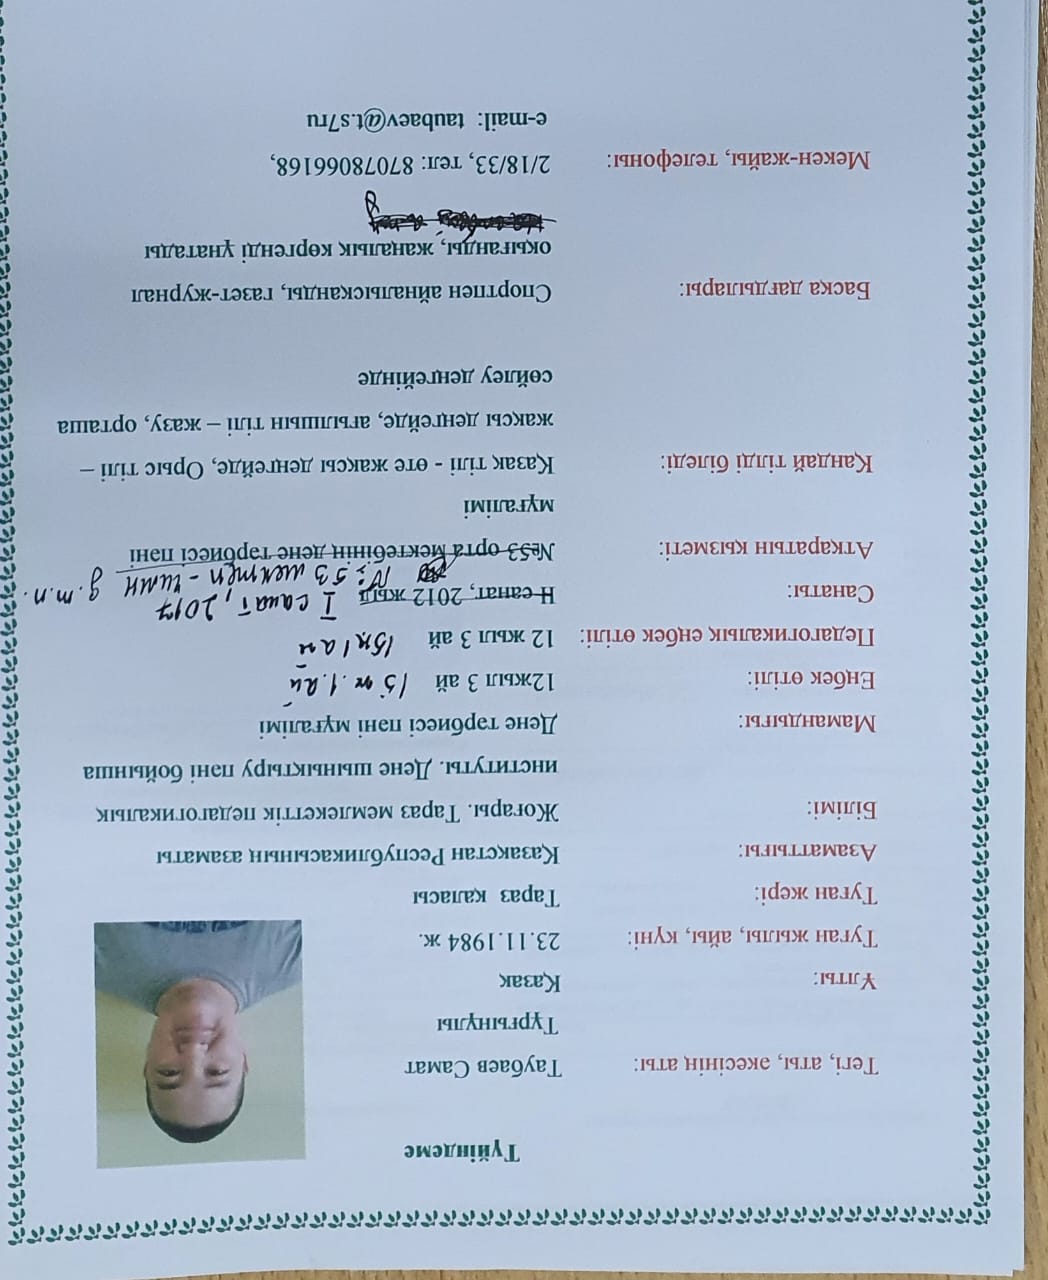 Түйіндеме
Тегі, аты, әкесінің аты: Таубаев Самат
Тұрғынұлы
Ұлты: Қазақ
Туған жылы, айы, күні: 23.11.1984 ж.
Туған жері: Тараз қаласы
Азаматтығы: Қазақстан Республикасының азаматы
Білімі: Жоғары. Тараз мемлекеттік педагогикалық
институты. Дене шынықтыру пәні бойынша
Мамандығы: Дене тәрбиесі пәні мұғалімі
Еңбек өтілі: 12жыл 3 ай 15 ж.1.ай
Педагогикалық еңбек өтілі: 12 жыл 3 ай 15ж1ай
Санаты: ІІ санат, 2012 жыл I санат, 2017
№53 мектеп - гимн д.т.п.
Атқаратын қызметі: №53 орта мектебінің дене тәрбиесі пәні
мұғалімі
Қандай тілді біледі: Қазақ тілі - өте жақсы деңгейде, Орыс тілі –
жақсы деңгейде, ағылшын тілі – жазу, орташа
сөйлеу деңгейінде
Басқа дағдылары: Спортпен айналысқанды, газет-журнал
оқығанды, жаңалық көргенді ұнатады
Мекен-жайы, телефоны: 2/18/33, тел: 87078066168,
e-mail: taubaev@t.s7ru